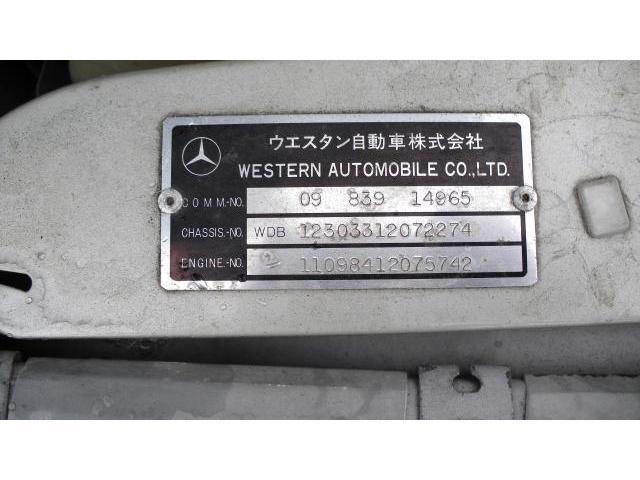 ウエスタン自動車株式会社
WESTERN AUTOMOBILE CO.,LTD.
COMM.-NO. 09 839 14965
CHASSIS.-NO. WDB 12303312072274
ENGINE.-NO. 11098412075742